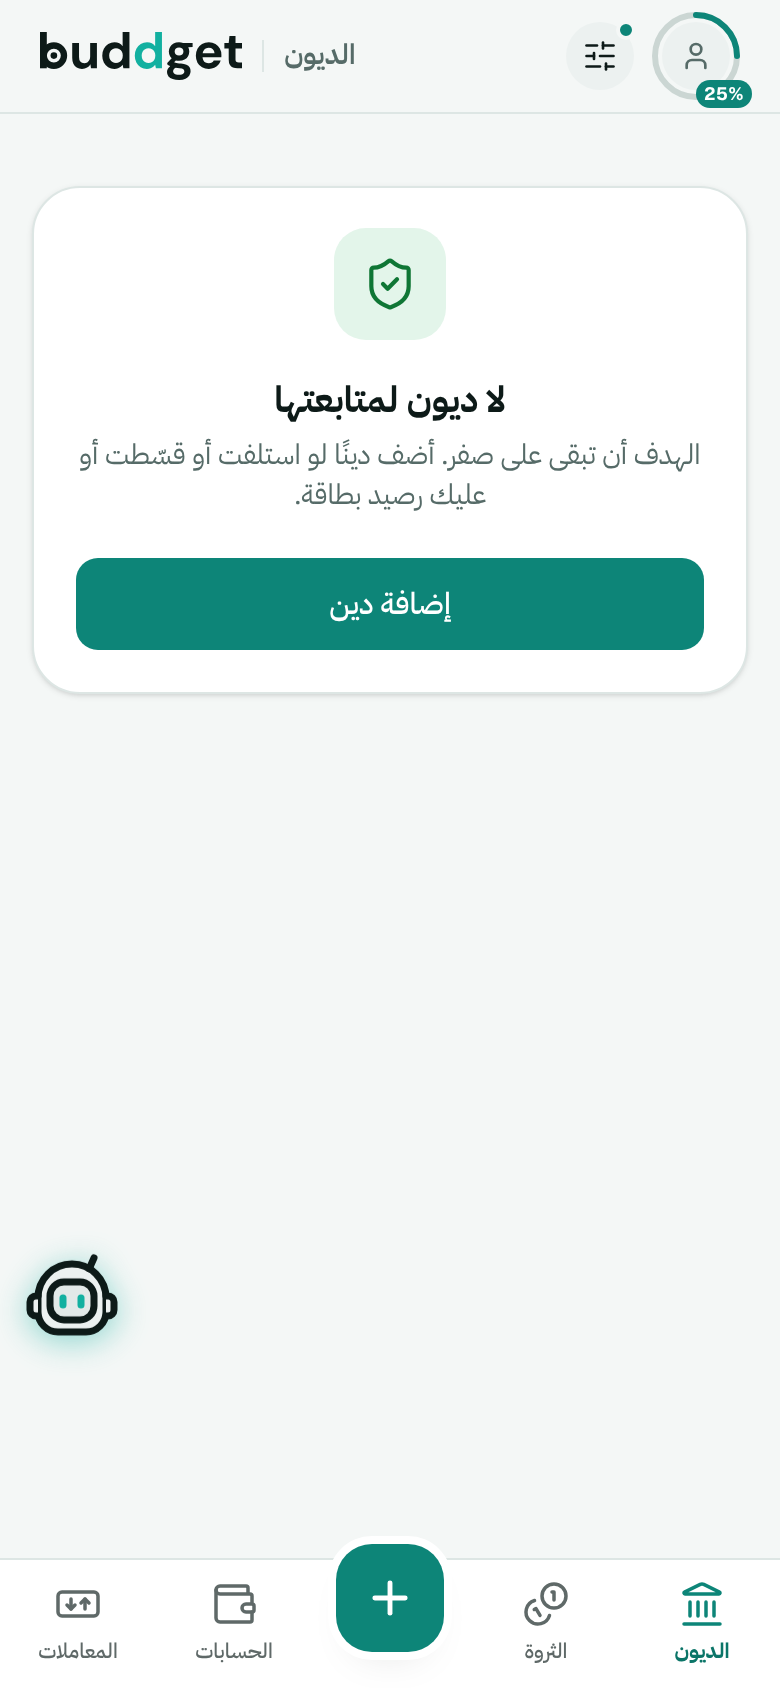 buddget
الديون
25%
لا ديون لمتابعتها
الهدف أن تبقى على صفر. أضف دينًا لو استلفت أو قسّطت أو
عليك رصيد بطاقة.
إضافة دين
الديون
الثروة
الحسابات
المعاملات